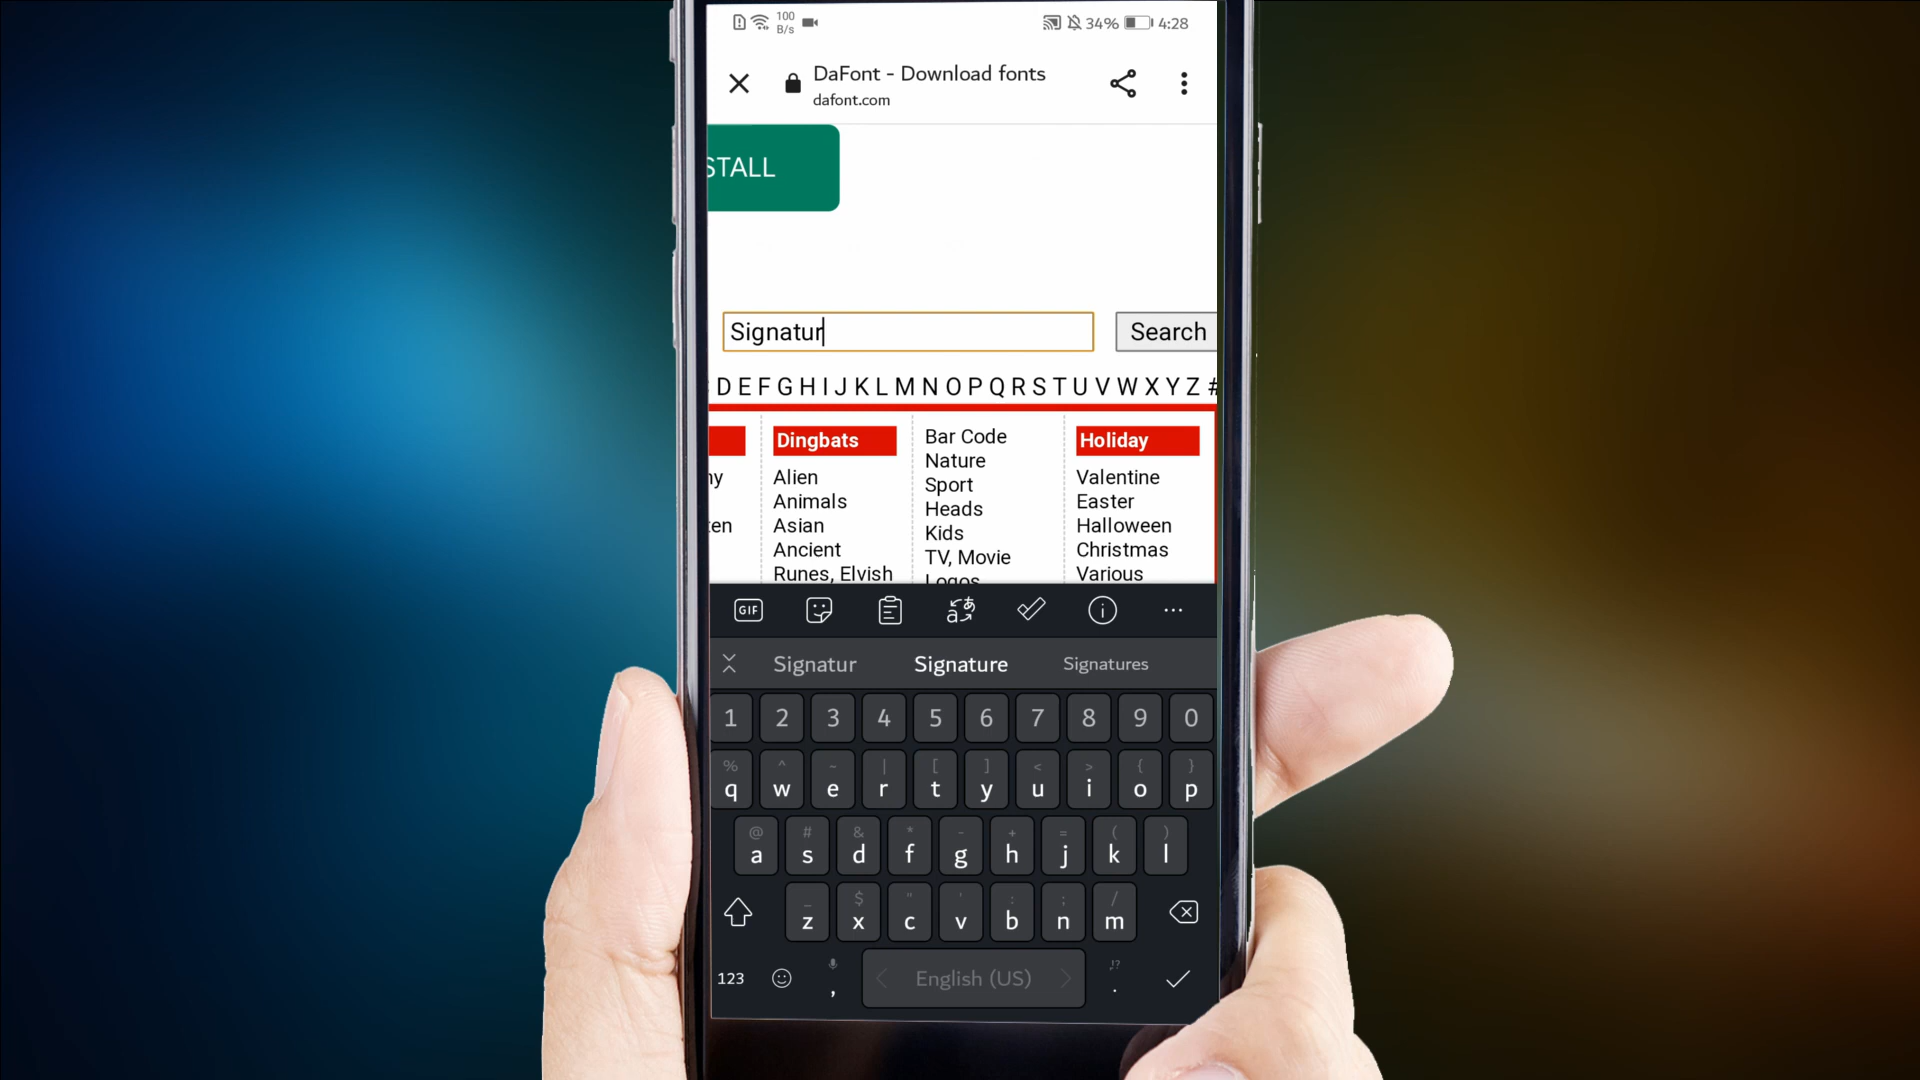 100
B/s
34%
4:28
DaFont - Download fonts
dafont.com
STALL
Signatur
Search
D E F G H I J K L M N O P Q R S T U V W X Y Z #
Dingbats
Bar Code
Holiday
ny
Alien
Nature
Valentine
Animals
Sport
Easter
ten
Asian
Heads
Halloween
Ancient
Kids
Christmas
Runes, Elvish
TV, Movie
Various
Logos
GIF
Signatur Signature Signatures
1 2 3 4 5 6 7 8 9 0
% ^ ~ | [ ] < > { }
q w e r t y u i o p
@ # & * - + = ( )
a s d f g h j k l
_ $ " ' : ; /
z x c v b n m
123 , English (US) .
!?